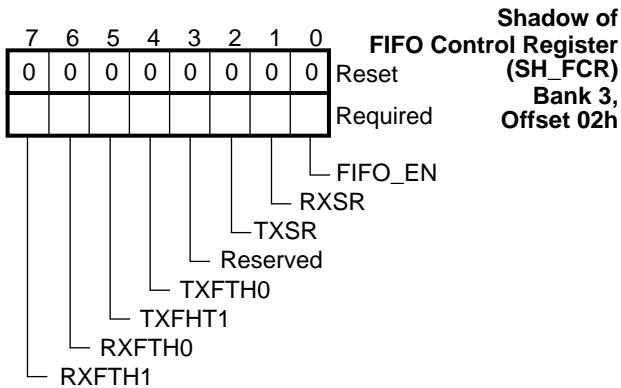 Shadow of
FIFO Control Register
(SH_FCR)
Bank 3,
Offset 02h
7 6 5 4 3 2 1 0
0 0 0 0 0 0 0 0 Reset
Required
FIFO_EN
RXSR
TXSR
Reserved
TXFTH0
TXFHT1
RXFTH0
RXFTH1